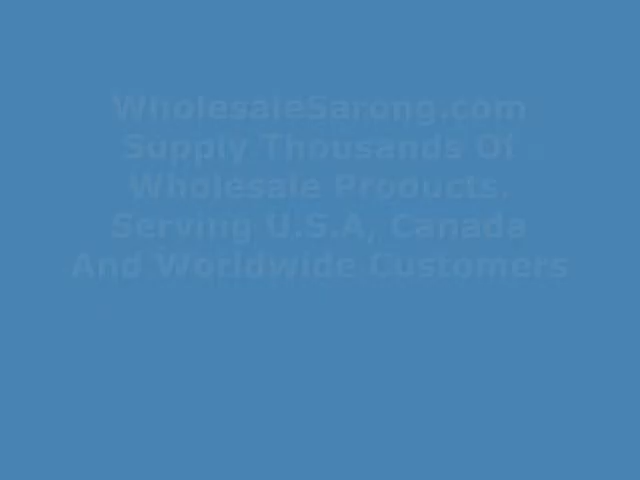 WholesaleSarong.com
Supply Thousands Of
Wholesale Products.
Serving U.S.A, Canada
And Worldwide Customers